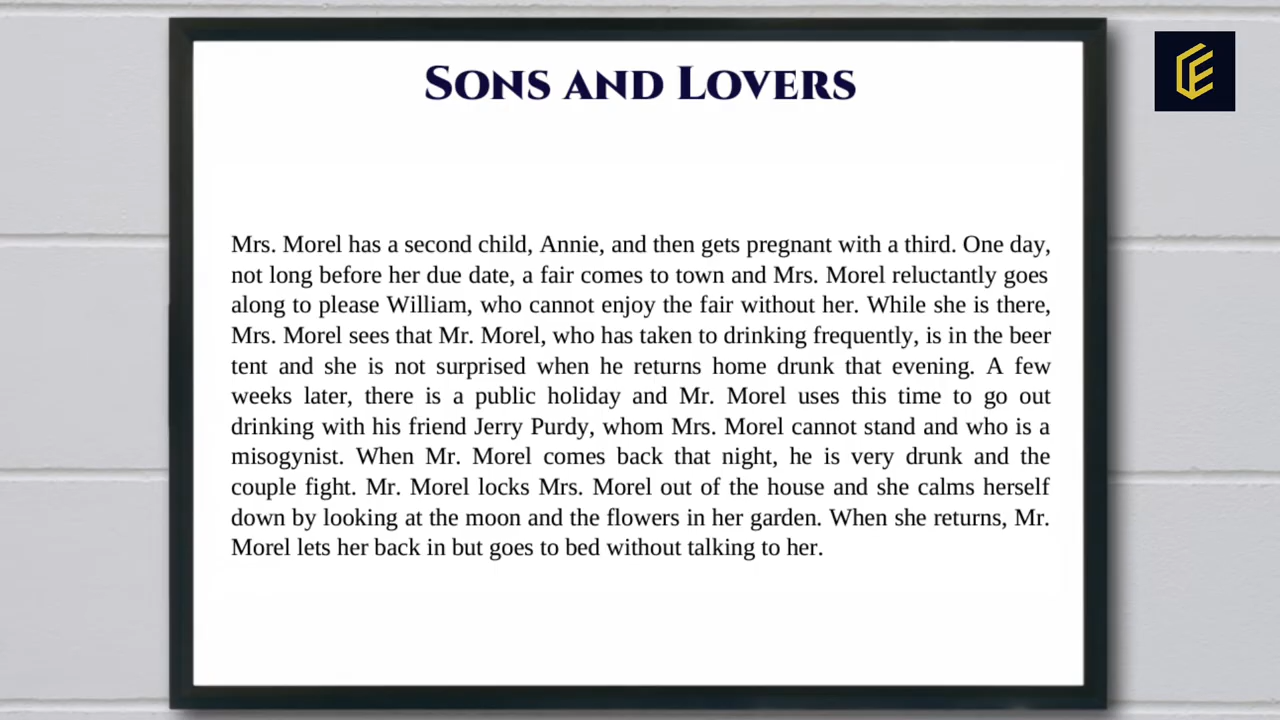 Sons and Lovers
Mrs. Morel has a second child, Annie, and then gets pregnant with a third. One day,
not long before her due date, a fair comes to town and Mrs. Morel reluctantly goes
along to please William, who cannot enjoy the fair without her. While she is there,
Mrs. Morel sees that Mr. Morel, who has taken to drinking frequently, is in the beer
tent and she is not surprised when he returns home drunk that evening. A few
weeks later, there is a public holiday and Mr. Morel uses this time to go out
drinking with his friend Jerry Purdy, whom Mrs. Morel cannot stand and who is a
misogynist. When Mr. Morel comes back that night, he is very drunk and the
couple fight. Mr. Morel locks Mrs. Morel out of the house and she calms herself
down by looking at the moon and the flowers in her garden. When she returns, Mr.
Morel lets her back in but goes to bed without talking to her.